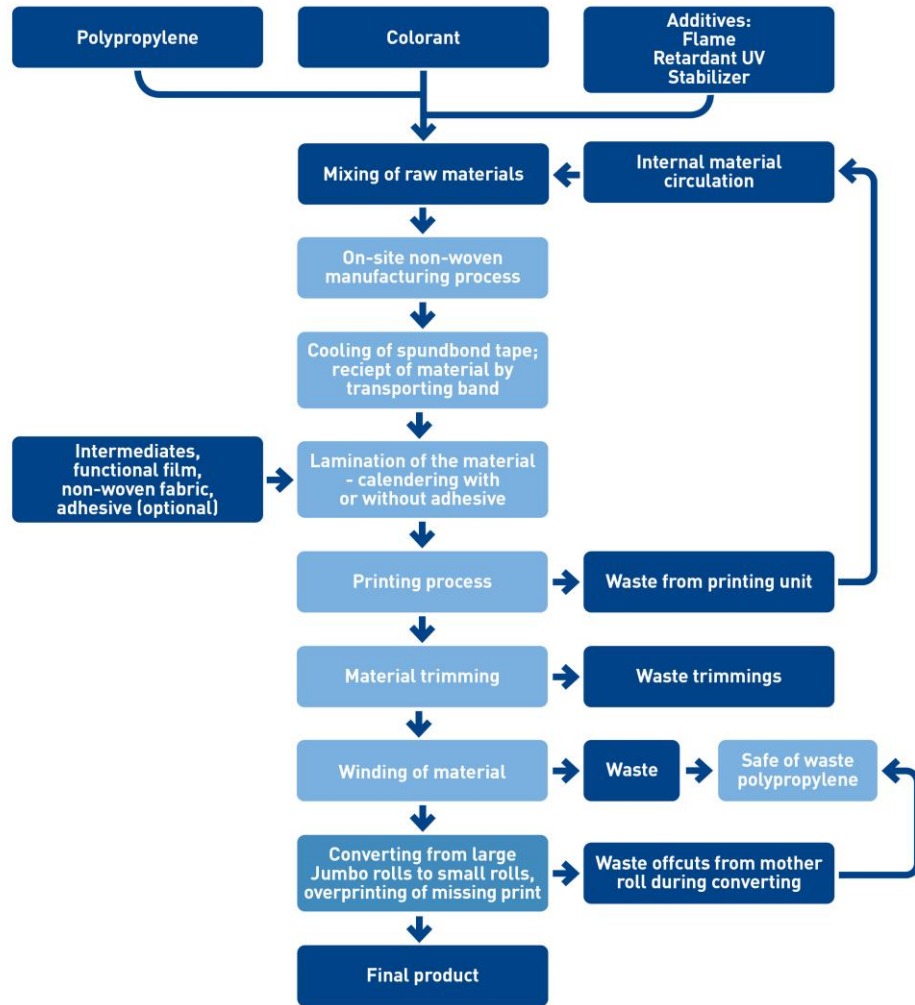 Polypropylene
Colorant
Additives:
Flame
Retardant UV
Stabilizer
Mixing of raw materials
Internal material
circulation
On-site non-woven
manufacturing process
Cooling of spundbond tape;
reciept of material by
transporting band
Intermediates,
functional film,
non-woven fabric,
adhesive (optional)
Lamination of the material
- calendering with
or without adhesive
Printing process
Waste from printing unit
Material trimming
Waste trimmings
Winding of material
Waste
Safe of waste
polypropylene
Converting from large
Jumbo rolls to small rolls,
overprinting of missing print
Waste offcuts from mother
roll during converting
Final product